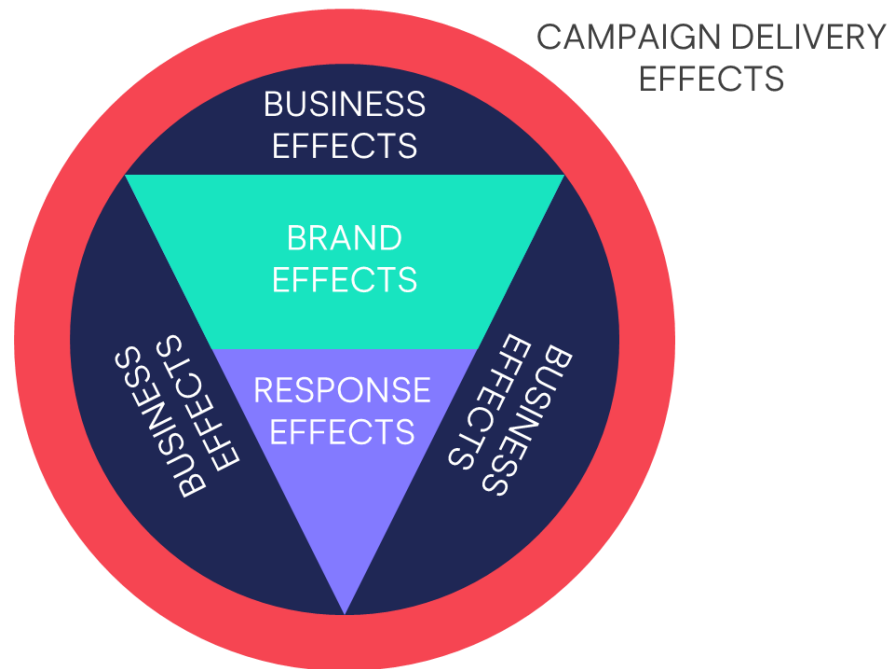 CAMPAIGN DELIVERY
EFFECTS
BUSINESS
EFFECTS
BRAND
EFFECTS
BUSINESS
EFFECTS
BUSINESS
EFFECTS
RESPONSE
EFFECTS